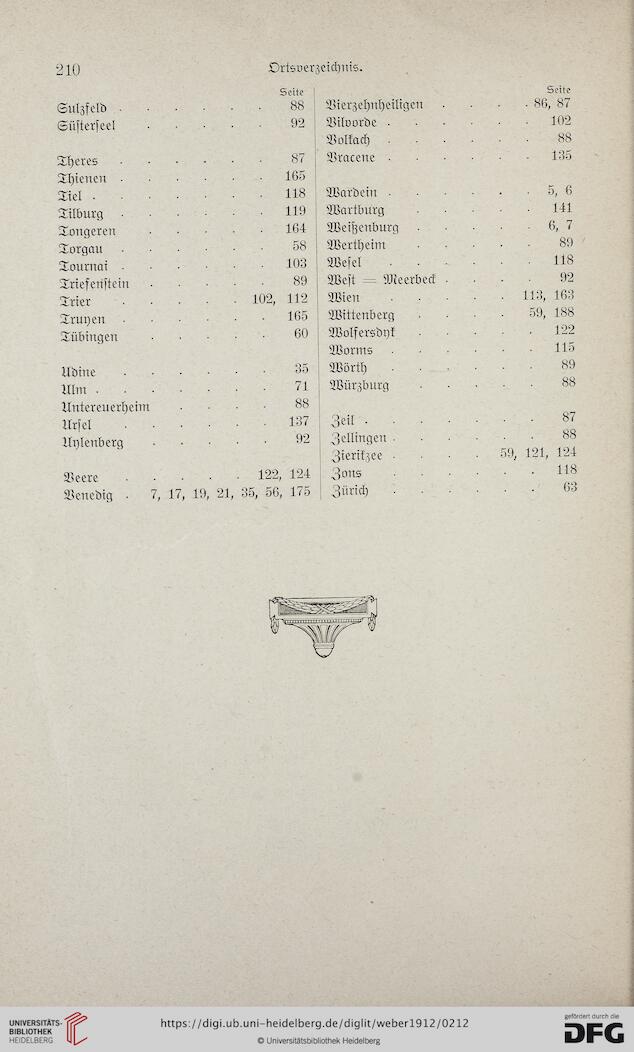 210
Ortsverzeichnis.
Seite
Sulzfeld . . . . . . 88
Süsterseel . . . . . 92
Theres . . . . . . 87
Thienen . . . . . . 165
Tiel . . . . . . . 118
Tilburg . . . . . . 119
Tongeren . . . . . 164
Torgau . . . . . . 58
Tournai . . . . . . 103
Triefenstein . . . . . 89
Trier . . . . . 102, 112
Truyen . . . . . . 165
Tübingen . . . . . 60
Udine . . . . . . 35
Ulm . . . . . . . 71
Untereuerheim . . . . 88
Ursel . . . . . . 137
Uylenberg . . . . . 92
Veere . . . . . 122, 124
Venedig . 7, 17, 19, 21, 35, 56, 175
Seite
Vierzehnheiligen . . . . 86, 87
Vilvorde . . . . . . 102
Volkach . . . . . . 88
Vracene . . . . . . 135
Wardein . . . . . . 5, 6
Wartburg . . . . . 141
Weißenburg . . . . . 6, 7
Wertheim . . . . . 89
Wesel . . . . . . 118
West = Meerbeck . . . . 92
Wien . . . . . 113, 163
Wittenberg . . . . 59, 188
Wolfersdyk . . . . . 122
Worms . . . . . . 115
Wörth . . . . . . 89
Würzburg . . . . . 88
Zeil . . . . . . . 87
Zellingen . . . . . . 88
Zierikzee . . . . 59, 121, 124
Zons . . . . . . 118
Zürich . . . . . . 63
UNIVERSITÄTS-
BIBLIOTHEK
HEIDELBERG
https://digi.ub.uni-heidelberg.de/diglit/weber1912/0212
© Universitätsbibliothek Heidelberg
gefördert durch die
DFG